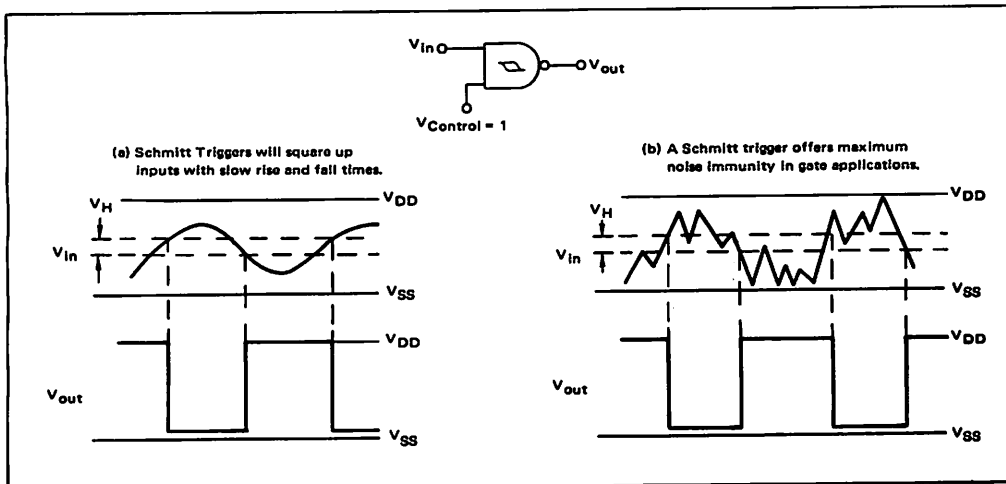 Vin
Vout
VControl = 1
(a) Schmitt Triggers will square up
inputs with slow rise and fall times.
VDD
VH
Vin
VSS
VDD
Vout
VSS
(b) A Schmitt trigger offers maximum
noise immunity in gate applications.
VDD
VH
Vin
VSS
VDD
Vout
VSS